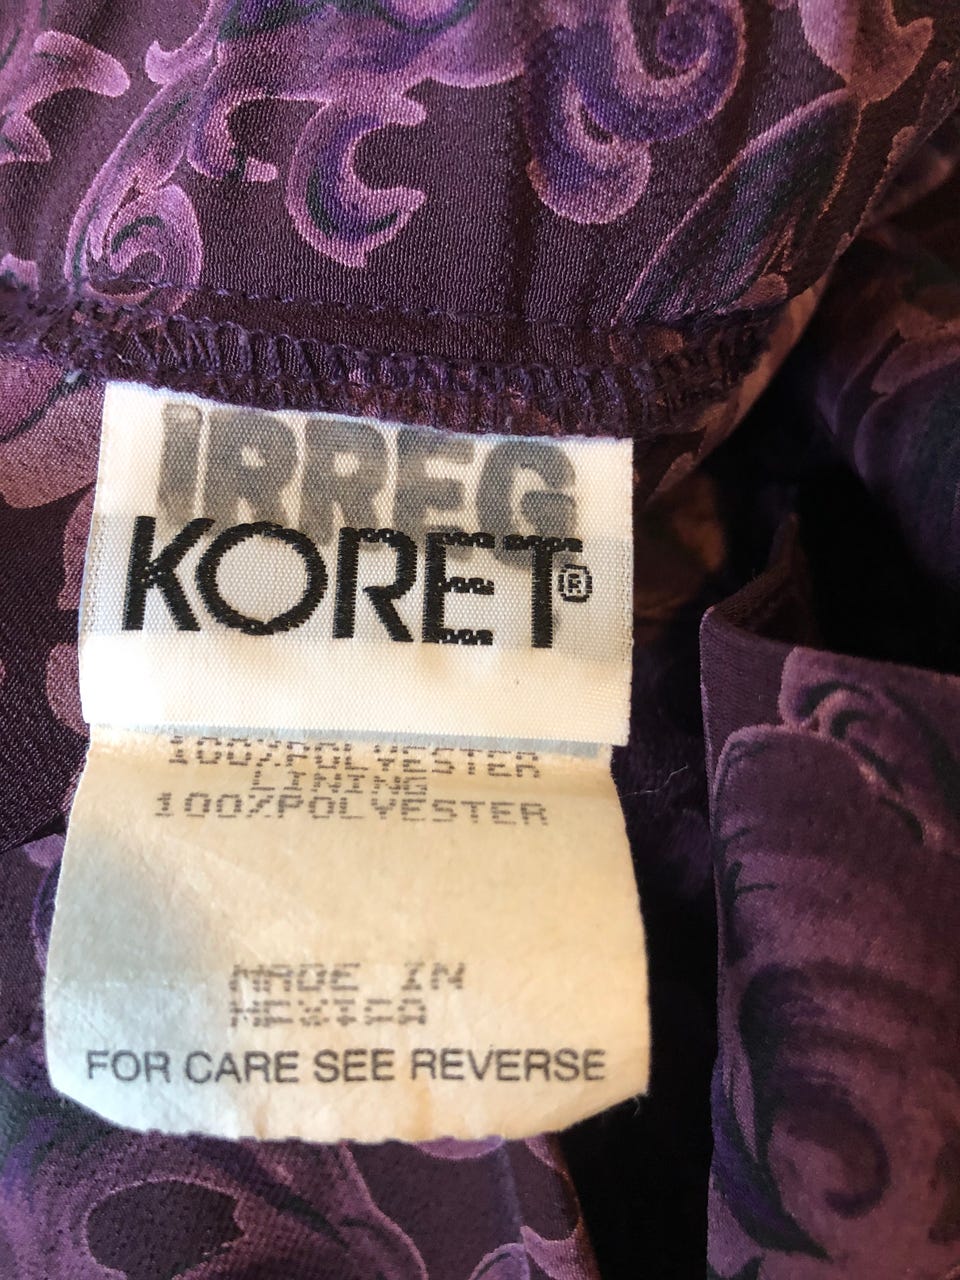 IRREG
KORET®
100%POLYESTER
LINING
100%POLYESTER
MADE IN
MEXICO
FOR CARE SEE REVERSE